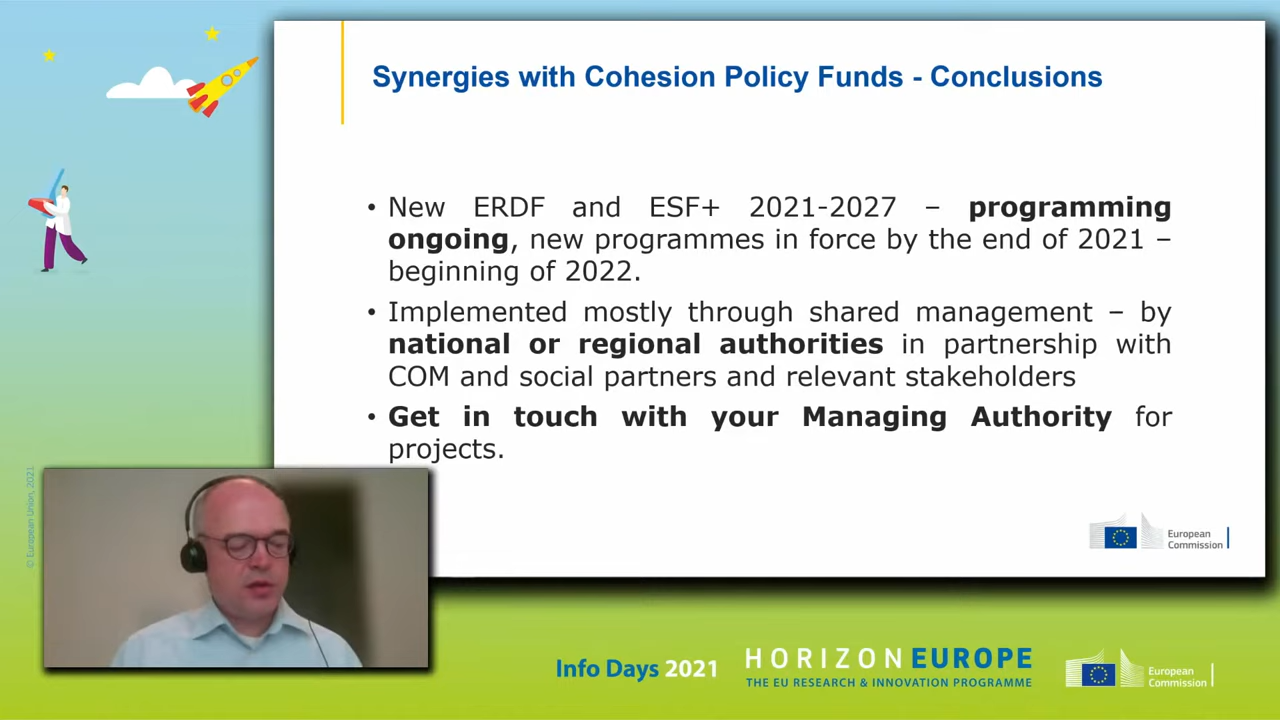 Synergies with Cohesion Policy Funds - Conclusions
• New ERDF and ESF+ 2021-2027 – programming
ongoing, new programmes in force by the end of 2021 –
beginning of 2022.
• Implemented mostly through shared management – by
national or regional authorities in partnership with
COM and social partners and relevant stakeholders
• Get in touch with your Managing Authority for
projects.
European
Commission
© European Union, 2021
Info Days 2021
HORIZON EUROPE
THE EU RESEARCH & INNOVATION PROGRAMME
European
Commission